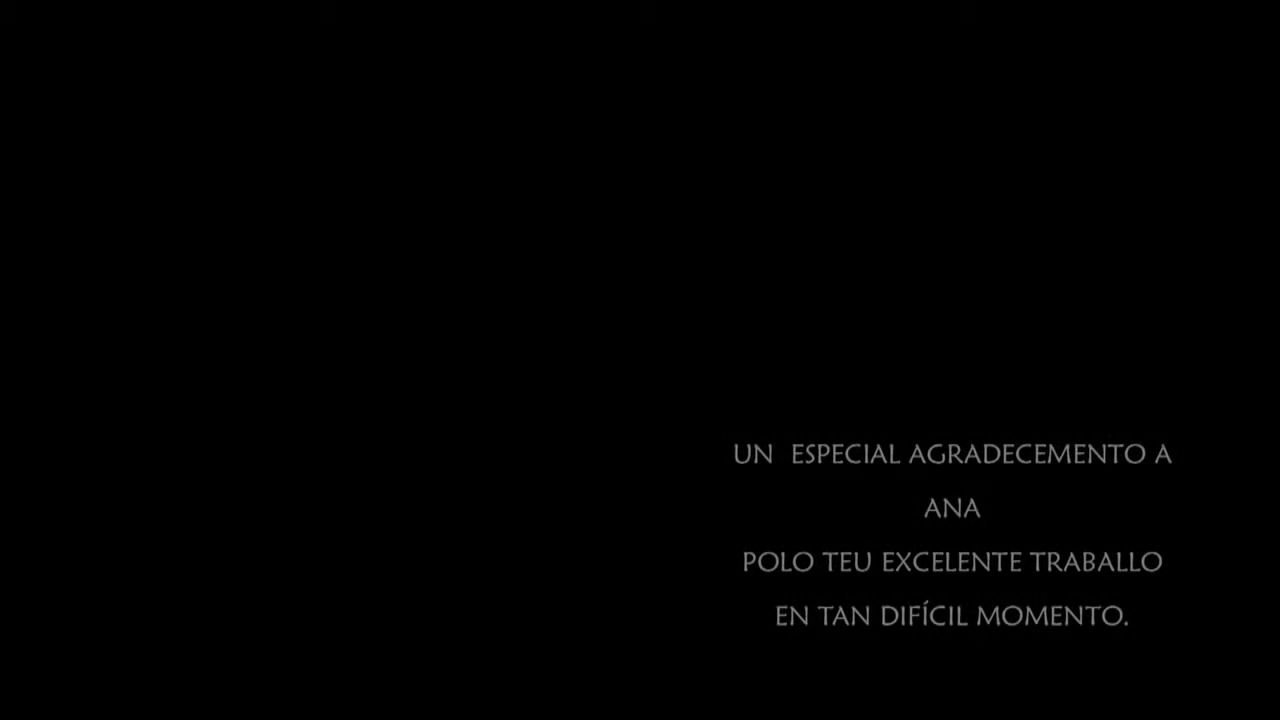 UN ESPECIAL AGRADECEMENTO A
ANA
POLO TEU EXCELENTE TRABALLO
EN TAN DIFÍCIL MOMENTO.